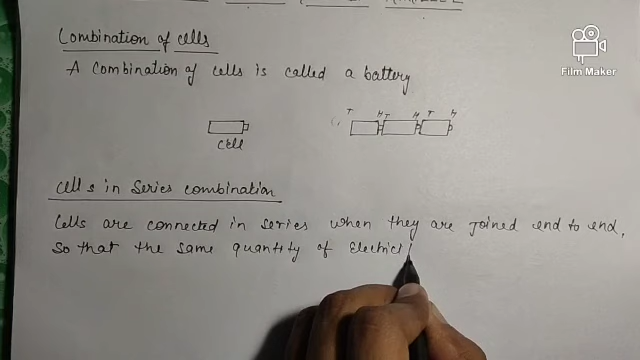 Combination of cells
A Combination of cells is called a battery
T H T H T H
cell
Cells in Series combination
Cells are connected in series when they are joined end to end,
so that the same quantity of Electrici
Film Maker